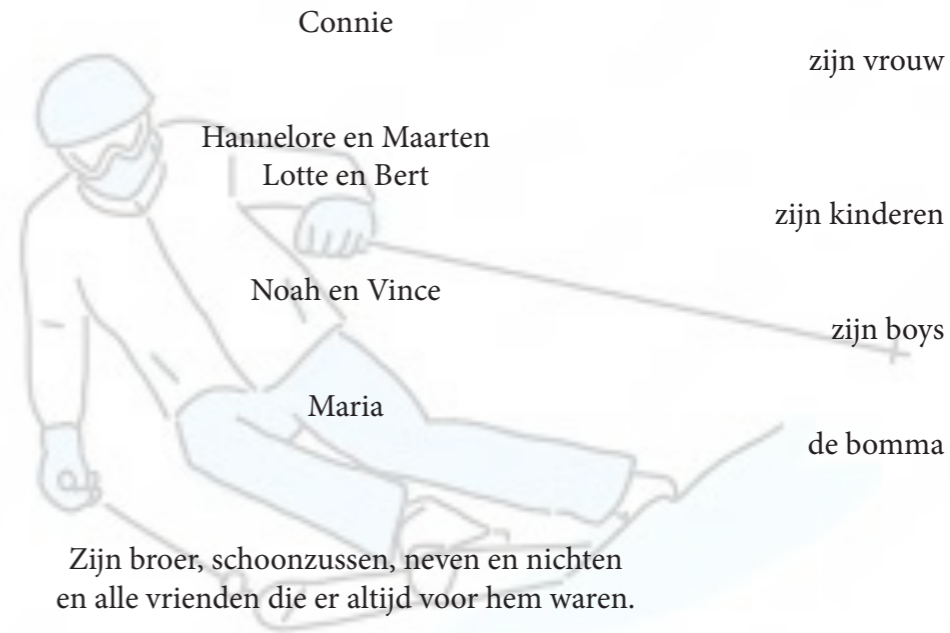 Connie
zijn vrouw
Hannelore en Maarten
Lotte en Bert
zijn kinderen
Noah en Vince
zijn boys
Maria
de bomma
Zijn broer, schoonzussen, neven en nichten
en alle vrienden die er altijd voor hem waren.